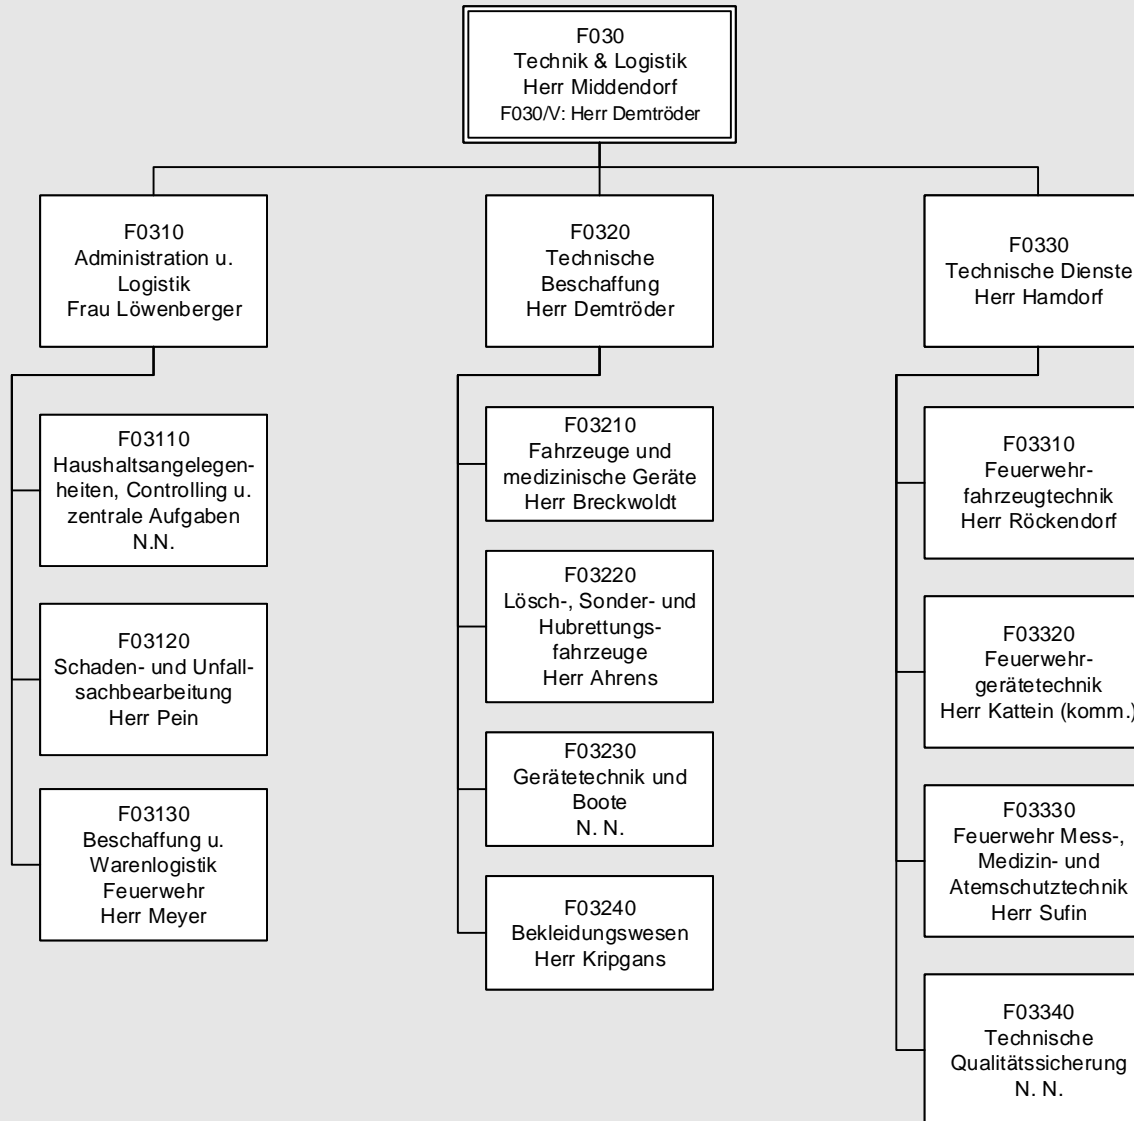 F030
Technik & Logistik
Herr Middendorf
F030/V: Herr Demtröder
F0310
Administration u.
Logistik
Frau Löwenberger
F03110
Haushaltsangelegen-
heiten, Controlling u.
zentrale Aufgaben
N.N.
F03120
Schaden- und Unfall-
sachbearbeitung
Herr Pein
F03130
Beschaffung u.
Warenlogistik
Feuerwehr
Herr Meyer
F0320
Technische
Beschaffung
Herr Demtröder
F03210
Fahrzeuge und
medizinische Geräte
Herr Breckwoldt
F03220
Lösch-, Sonder- und
Hubrettungs-
fahrzeuge
Herr Ahrens
F03230
Gerätetechnik und
Boote
N. N.
F03240
Bekleidungswesen
Herr Kripgans
F0330
Technische Dienste
Herr Hamdorf
F03310
Feuerwehr-
fahrzeugtechnik
Herr Röckendorf
F03320
Feuerwehr-
gerätetechnik
Herr Kattein (komm.)
F03330
Feuerwehr Mess-,
Medizin- und
Atemschutztechnik
Herr Sufin
F03340
Technische
Qualitätssicherung
N. N.